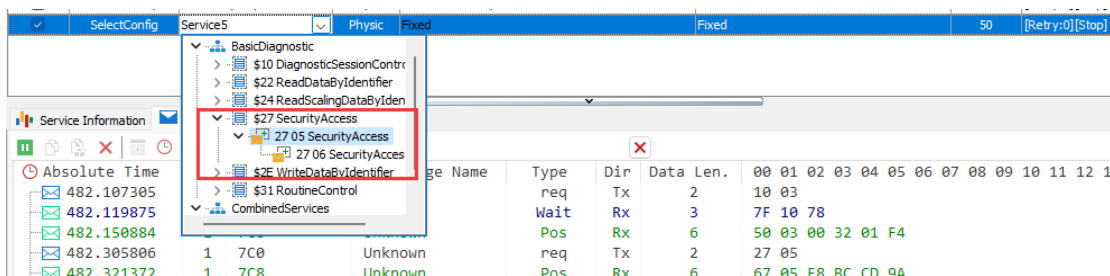 SelectConfig Service5 Physic Fixed Fixed 50 [Retry:0][Stop]
BasicDiagnostic
$10 DiagnosticSessionContro
$22 ReadDataByIdentifier
$24 ReadScalingDataByIden
$27 SecurityAccess
Service Information
27 05 SecurityAccess
27 06 SecurityAcces
$2E WriteDataByIdentifier
Absolute Time ge Name Type Dir Data Len. 00 01 02 03 04 05 06 07 08 09 10 11 12 1
$31 RoutineControl
482.107305 req Tx 2 10 03
CombinedServices
482.119875 Wait Rx 3 7F 10 78
482.150884 Pos Rx 6 50 03 00 32 01 F4
482.305806 1 7C0 Unknown req Tx 2 27 05
482.321372 1 7C8 Unknown Pos Rx 6 67 05 F8 BC CD 9A